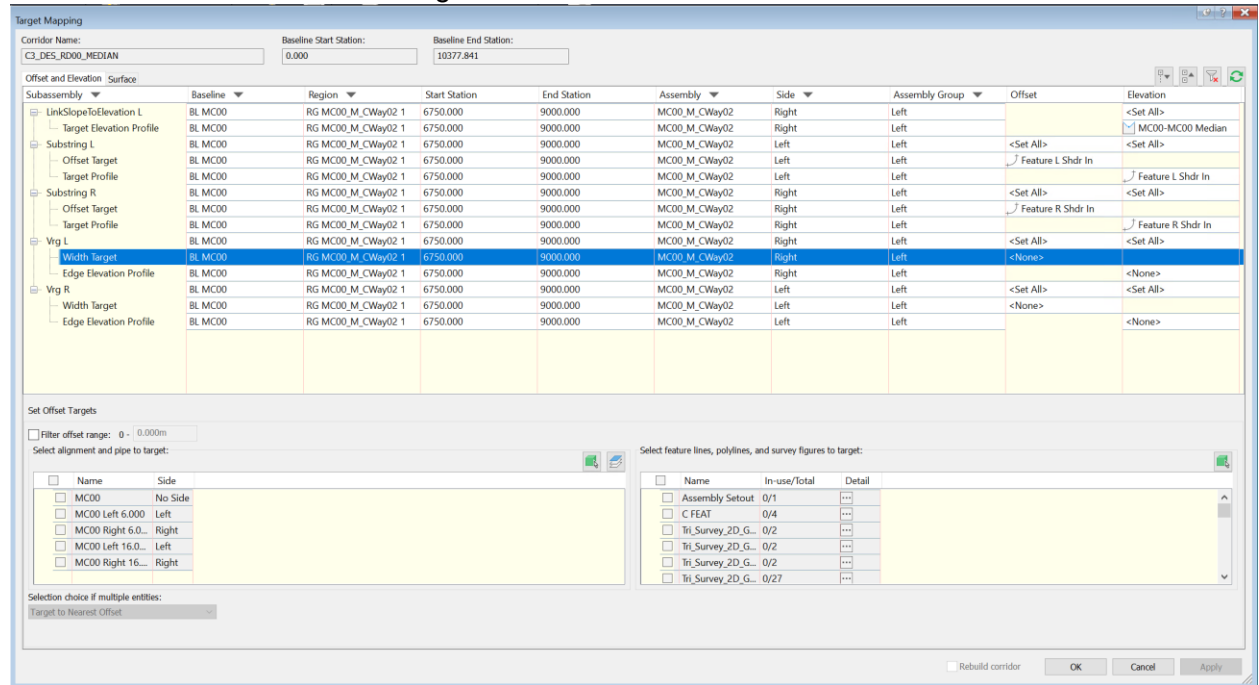 Target Mapping
Corridor Name: Baseline Start Station: Baseline End Station:
C3_DES_RD00_MEDIAN 0.000 10377.841
Offset and Elevation Surface
Subassembly Baseline Region Start Station End Station Assembly Side Assembly Group Offset Elevation
LinkSlopeToElevation L BL MC00 RG MC00_M_CWay02 1 6750.000 9000.000 MC00_M_CWay02 Right Left <Set All>
Target Elevation Profile BL MC00 RG MC00_M_CWay02 1 6750.000 9000.000 MC00_M_CWay02 Right Left MC00-MC00 Median
Substring L BL MC00 RG MC00_M_CWay02 1 6750.000 9000.000 MC00_M_CWay02 Left Left <Set All> <Set All>
Offset Target BL MC00 RG MC00_M_CWay02 1 6750.000 9000.000 MC00_M_CWay02 Left Left Feature L Shdr In
Target Profile BL MC00 RG MC00_M_CWay02 1 6750.000 9000.000 MC00_M_CWay02 Left Left Feature L Shdr In
Substring R BL MC00 RG MC00_M_CWay02 1 6750.000 9000.000 MC00_M_CWay02 Right Left <Set All> <Set All>
Offset Target BL MC00 RG MC00_M_CWay02 1 6750.000 9000.000 MC00_M_CWay02 Right Left Feature R Shdr In
Target Profile BL MC00 RG MC00_M_CWay02 1 6750.000 9000.000 MC00_M_CWay02 Right Left Feature R Shdr In
Vrg L BL MC00 RG MC00_M_CWay02 1 6750.000 9000.000 MC00_M_CWay02 Right Left <Set All> <Set All>
Width Target BL MC00 RG MC00_M_CWay02 1 6750.000 9000.000 MC00_M_CWay02 Right Left <None>
Edge Elevation Profile BL MC00 RG MC00_M_CWay02 1 6750.000 9000.000 MC00_M_CWay02 Right Left <None>
Vrg R BL MC00 RG MC00_M_CWay02 1 6750.000 9000.000 MC00_M_CWay02 Left Left <Set All> <Set All>
Width Target BL MC00 RG MC00_M_CWay02 1 6750.000 9000.000 MC00_M_CWay02 Left Left <None>
Edge Elevation Profile BL MC00 RG MC00_M_CWay02 1 6750.000 9000.000 MC00_M_CWay02 Left Left <None>
Set Offset Targets
Filter offset range: 0 - 0.000m
Select alignment and pipe to target: Select feature lines, polylines, and survey figures to target:
Name Side Name In-use/Total Detail
MC00 No Side Assembly Setout 0/1 ...
MC00 Left 6.000 Left C FEAT 0/4 ...
MC00 Right 6.0... Right Tri_Survey_2D_G... 0/2 ...
MC00 Left 16.0... Left Tri_Survey_2D_G... 0/2 ...
MC00 Right 16.... Right Tri_Survey_2D_G... 0/2 ...
Tri_Survey_2D_G... 0/27 ...
Selection choice if multiple entities:
Target to Nearest Offset
Rebuild corridor OK Cancel Apply